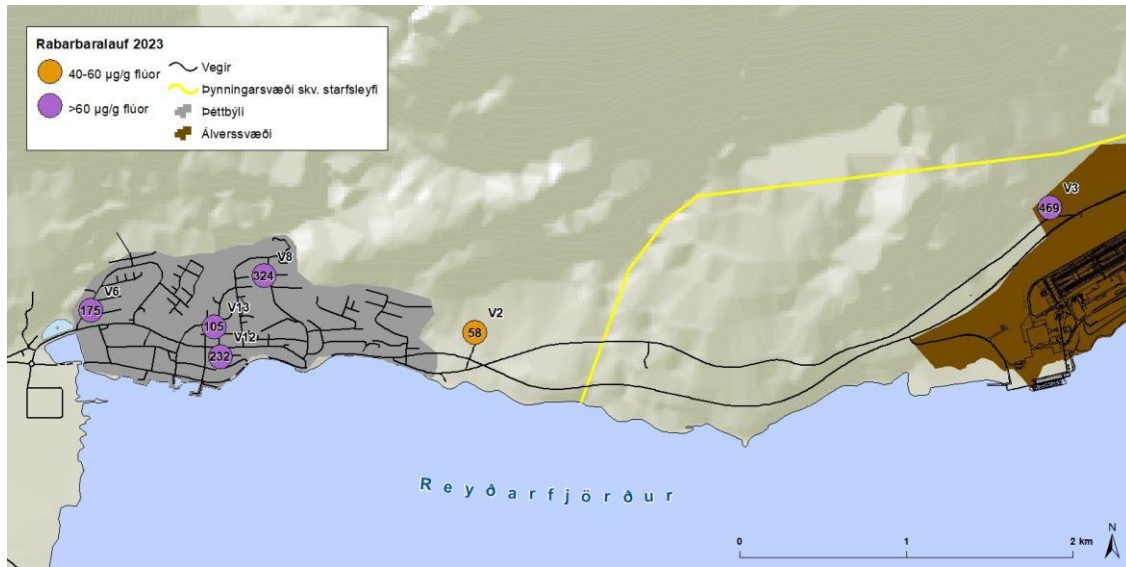 Rabarbaralauf 2023
40-60 µg/g flúor
>60 µg/g flúor
Vegir
Þynningarsvæði skv. starfsleyfi
Þéttbýli
Álverssvæði
V3
469
V8
324
V6
175
V13
105
V12
232
V2
58
Reyðarfjörður
N
0 1 2 km